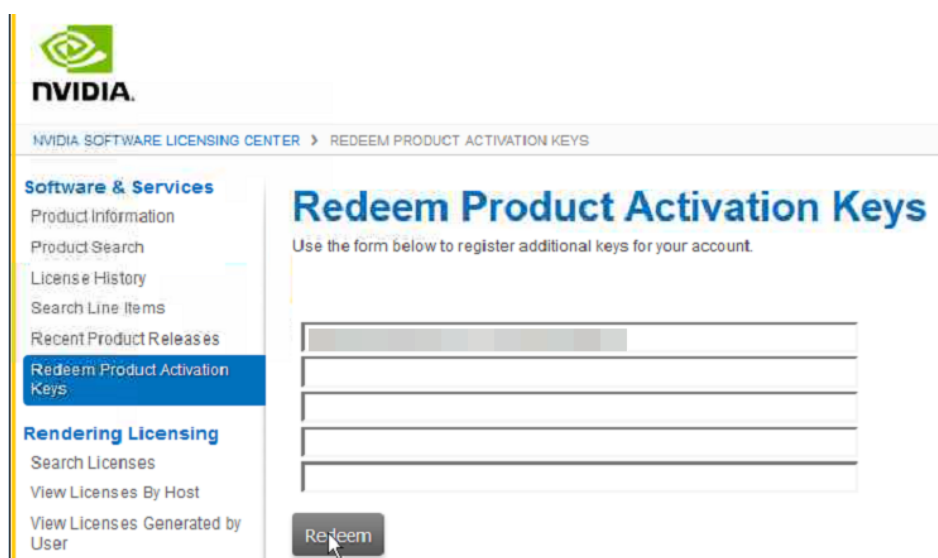 NVIDIA.
NVIDIA SOFTWARE LICENSING CENTER > REDEEM PRODUCT ACTIVATION KEYS
Software & Services
Product Information
Product Search
License History
Search Line Items
Recent Product Releases
Redeem Product Activation
Keys
Rendering Licensing
Search Licenses
View Licenses By Host
View Licenses Generated by
User
Redeem Product Activation Keys
Use the form below to register additional keys for your account.
Redeem